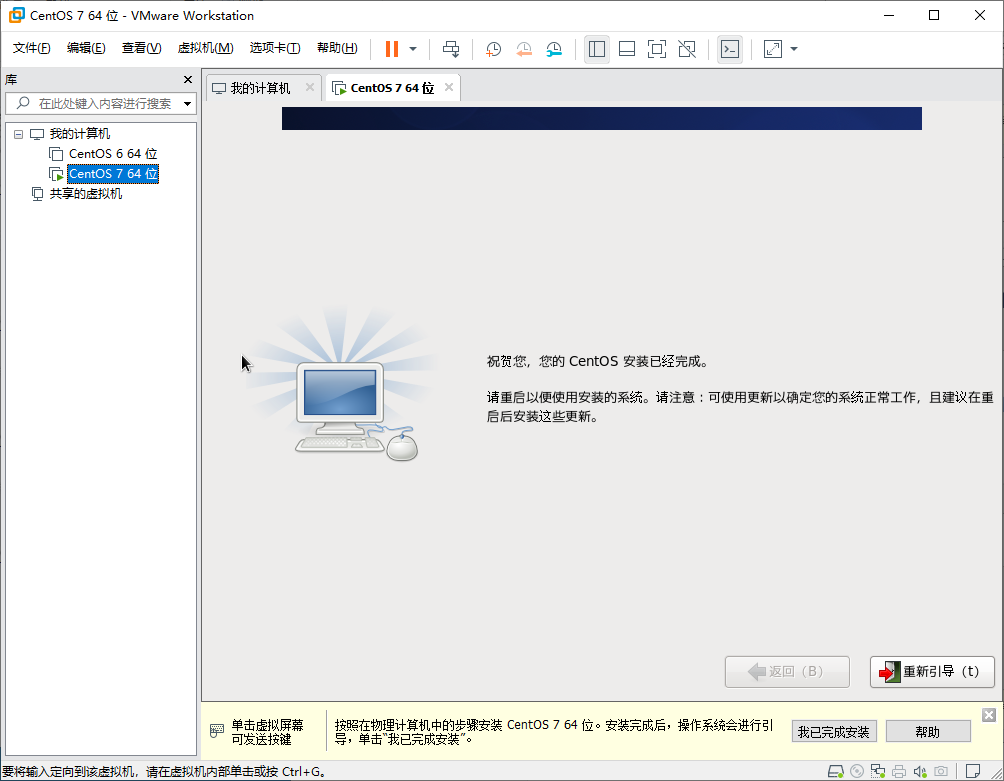 CentOS 7 64 位 - VMware Workstation
文件(F) 编辑(E) 查看(V) 虚拟机(M) 选项卡(T) 帮助(H)
库
在此处键入内容进行搜索
我的计算机
CentOS 6 64 位
CentOS 7 64 位
共享的虚拟机
我的计算机 CentOS 7 64 位
祝贺您，您的 CentOS 安装已经完成。
请重启以便使用安装的系统。请注意：可使用更新以确定您的系统正常工作，且建议在重
启后安装这些更新。
返回（B） 重新引导（t）
单击虚拟屏幕
可发送按键
按照在物理计算机中的步骤安装 CentOS 7 64 位。安装完成后，操作系统会进行引
导，单击“我已完成安装”。
我已完成安装 帮助
要将输入定向到该虚拟机，请在虚拟机内部单击或按 Ctrl+G。